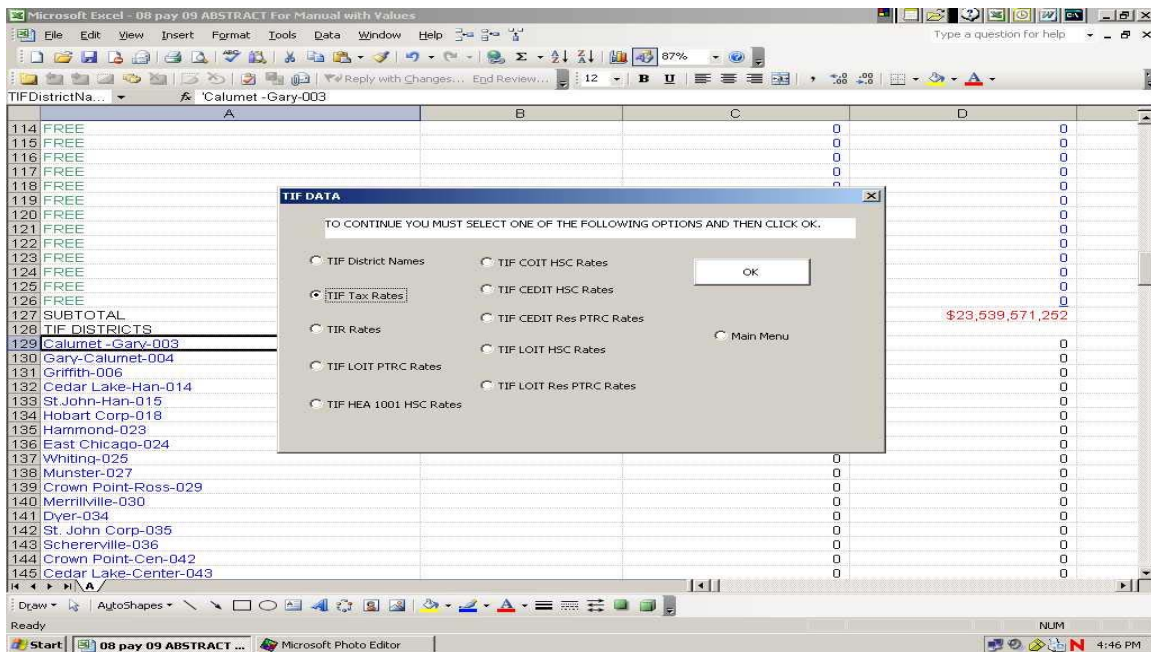 Microsoft Excel - 08 pay 09 ABSTRACT For Manual with Values
File Edit View Insert Format Tools Data Window Help Type a question for help
87%
Reply with Changes... End Review... 12 B U
TIFDistrictNa... fx 'Calumet -Gary-003
A B C D
114 FREE 0 0
115 FREE 0 0
116 FREE 0 0
117 FREE 0 0
118 FREE 0 0
119 FREE 0
120 FREE 0
121 FREE 0
122 FREE 0
123 FREE 0
124 FREE 0
125 FREE 0
126 FREE 0
127 SUBTOTAL $23,539,571,252
128 TIF DISTRICTS
129 Calumet -Gary-003 0
130 Gary-Calumet-004 0
131 Griffith-006 0
132 Cedar Lake-Han-014 0
133 St.John-Han-015 0
134 Hobart Corp-018 0
135 Hammond-023 0
136 East Chicago-024 0
137 Whiting-025 0 0
138 Munster-027 0 0
139 Crown Point-Ross-029 0 0
140 Merrillville-030 0 0
141 Dyer-034 0 0
142 St. John Corp-035 0 0
143 Schererville-036 0 0
144 Crown Point-Cen-042 0 0
145 Cedar Lake-Center-043 0 0
TIF DATA
TO CONTINUE YOU MUST SELECT ONE OF THE FOLLOWING OPTIONS AND THEN CLICK OK.
TIF District Names
TIF Tax Rates
TIR Rates
TIF LOIT PTRC Rates
TIF HEA 1001 HSC Rates
TIF COIT HSC Rates
TIF CEDIT HSC Rates
TIF CEDIT Res PTRC Rates
TIF LOIT HSC Rates
TIF LOIT Res PTRC Rates
OK
Main Menu
A
Draw AutoShapes
Ready NUM
Start 08 pay 09 ABSTRACT ... Microsoft Photo Editor N 4:46 PM